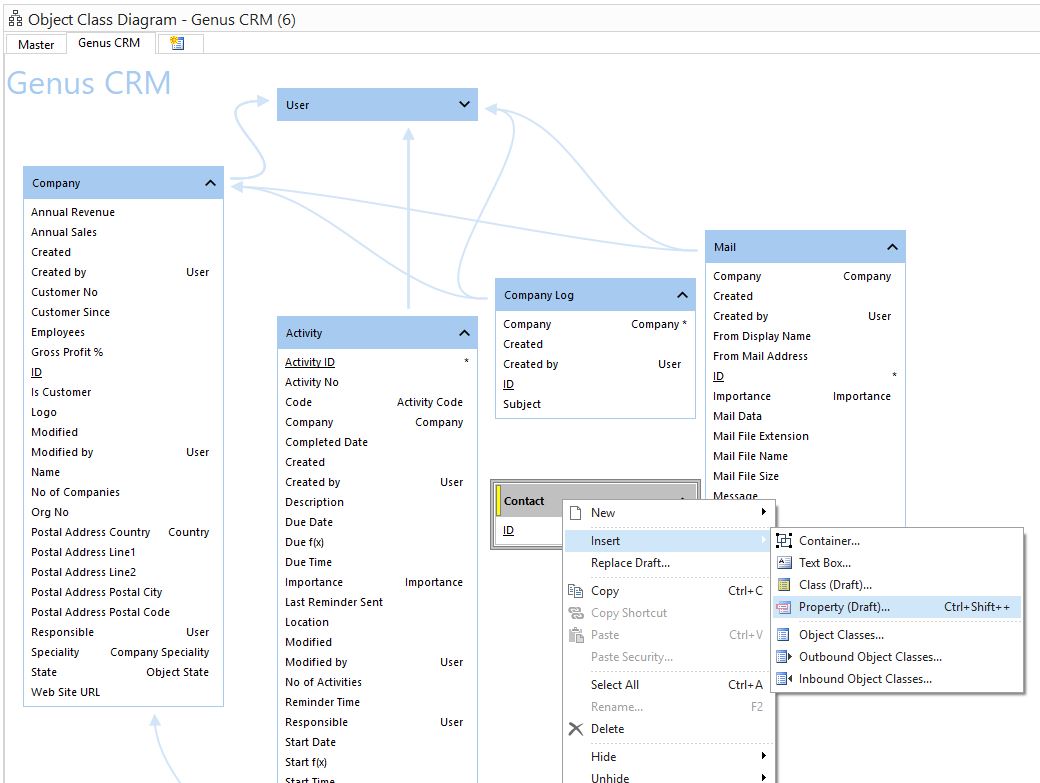 Object Class Diagram - Genus CRM (6)
Master Genus CRM
Genus CRM
User
Company
Annual Revenue
Annual Sales
Created
Created by User
Customer No
Customer Since
Employees
Gross Profit %
ID
Is Customer
Logo
Modified
Modified by User
Name
No of Companies
Org No
Postal Address Country Country
Postal Address Line1
Postal Address Line2
Postal Address Postal City
Postal Address Postal Code
Responsible User
Speciality Company Speciality
State Object State
Web Site URL
Activity
Activity ID *
Activity No
Code Activity Code
Company Company
Completed Date
Created
Created by User
Description
Due Date
Due f(x)
Due Time
Importance Importance
Last Reminder Sent
Location
Modified
Modified by User
No of Activities
Reminder Time
Responsible User
Start Date
Start f(x)
Start Time
Company Log
Company Company *
Created
Created by User
ID
Subject
Mail
Company Company
Created
Created by User
From Display Name
From Mail Address
ID *
Importance Importance
Mail Data
Mail File Extension
Mail File Name
Mail File Size
Message
Contact
ID
New
Insert
Replace Draft...
Copy Ctrl+C
Copy Shortcut
Paste Ctrl+V
Paste Security...
Select All Ctrl+A
Rename... F2
Delete
Hide
Unhide
Container...
Text Box...
Class (Draft)...
Property (Draft)... Ctrl+Shift++
Object Classes...
Outbound Object Classes...
Inbound Object Classes...